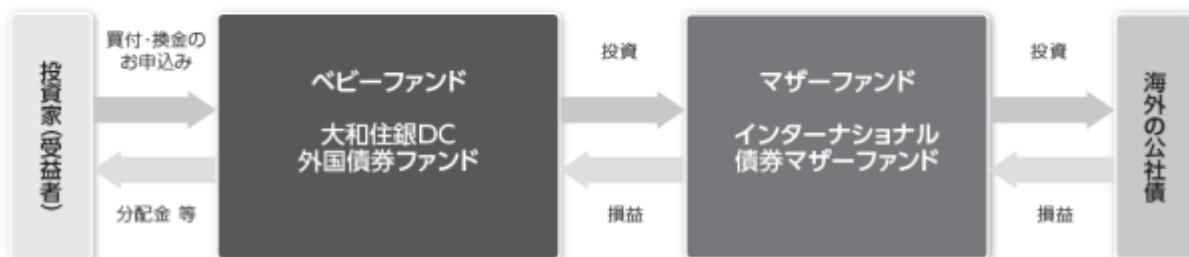 投資家(受益者)
買付・換金の
お申込み
分配金 等
ベビーファンド
大和住銀DC
外国債券ファンド
投資
損益
マザーファンド
インターナショナル
債券マザーファンド
投資
損益
海外の公社債